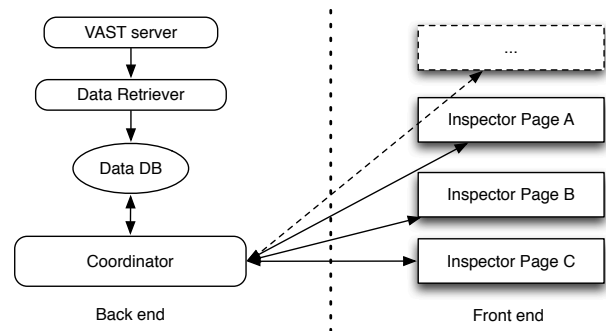 VAST server
Data Retriever
Data DB
Coordinator
Back end
...
Inspector Page A
Inspector Page B
Inspector Page C
Front end